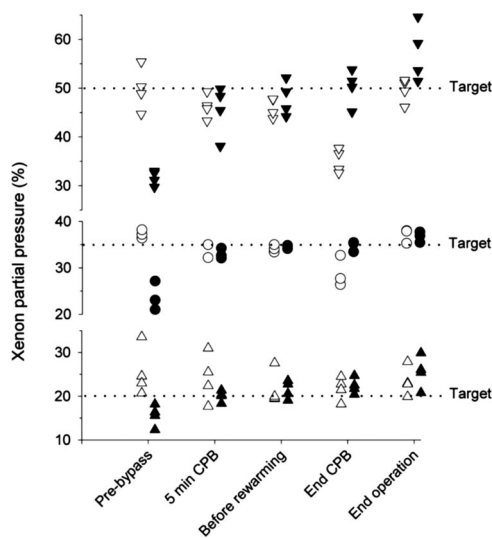 60
50
Target
40
30
Xenon partial pressure (%)
40
Target
30
20
30
20
Target
10
Pre-bypass
5 min CPB
Before rewarming
End CPB
End operation